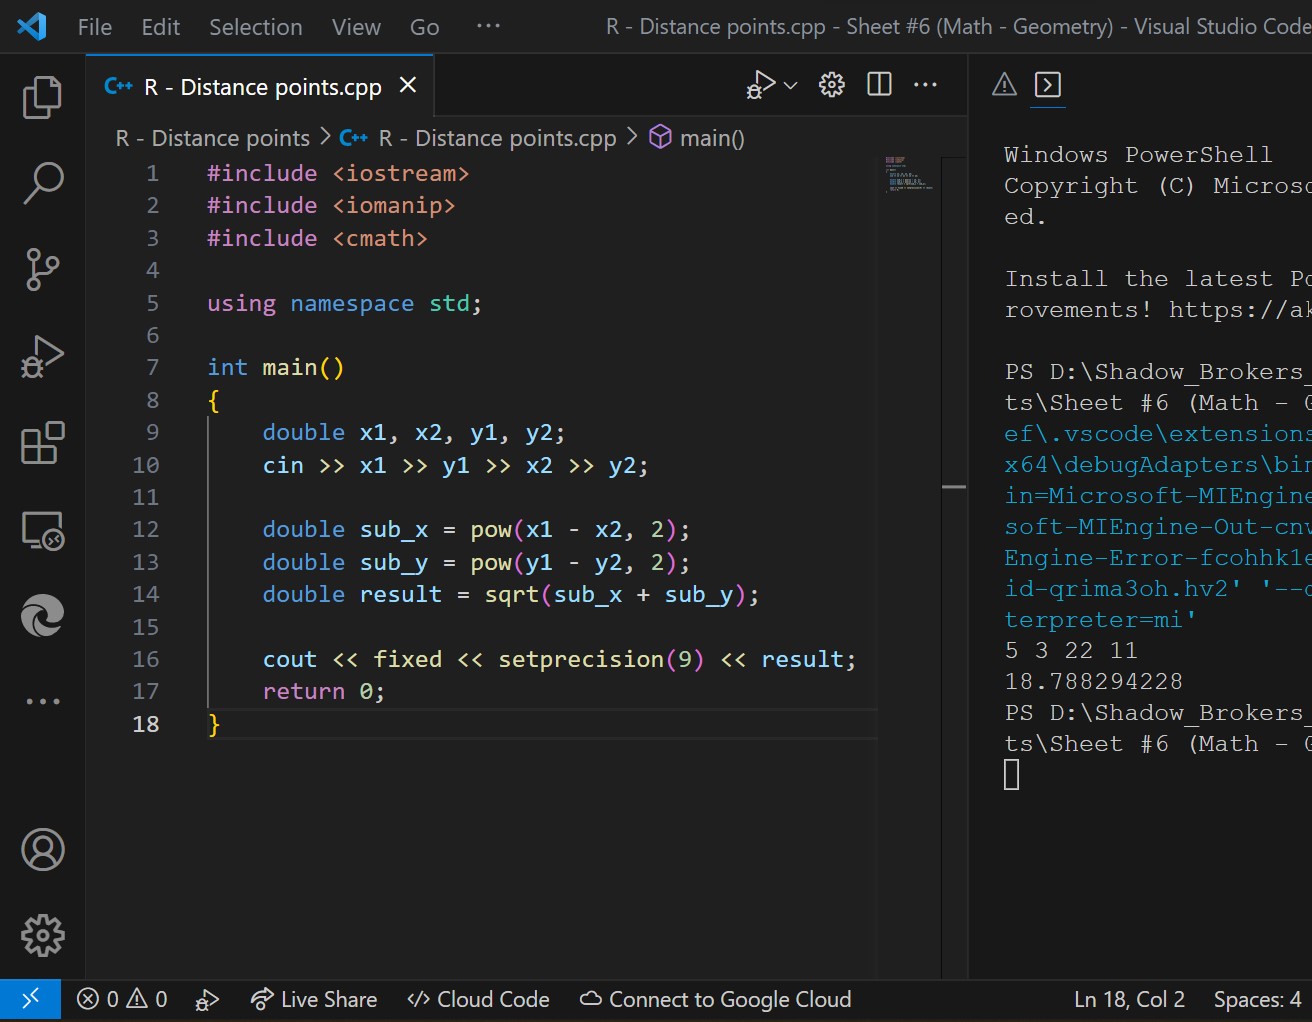 File Edit Selection View Go ··· R - Distance points.cpp - Sheet #6 (Math - Geometry) - Visual Studio Code
C++ R - Distance points.cpp
R - Distance points > C++ R - Distance points.cpp > main()
1 #include <iostream>
2 #include <iomanip>
3 #include <cmath>
4
5 using namespace std;
6
7 int main()
8 {
9 double x1, x2, y1, y2;
10 cin >> x1 >> y1 >> x2 >> y2;
11
12 double sub_x = pow(x1 - x2, 2);
13 double sub_y = pow(y1 - y2, 2);
14 double result = sqrt(sub_x + sub_y);
15
16 cout << fixed << setprecision(9) << result;
17 return 0;
18 }
Windows PowerShell
Copyright (C) Microso
ed.
Install the latest Po
rovements! https://ak
PS D:\Shadow_Brokers_
ts\Sheet #6 (Math - G
ef\.vscode\extensions
x64\debugAdapters\bin
in=Microsoft-MIEngine
soft-MIEngine-Out-cnv
Engine-Error-fcohhk1e
id-qrima3oh.hv2' '--d
terpreter=mi'
5 3 22 11
18.788294228
PS D:\Shadow_Brokers_
ts\Sheet #6 (Math - G
0 0 Live Share Cloud Code Connect to Google Cloud Ln 18, Col 2 Spaces: 4